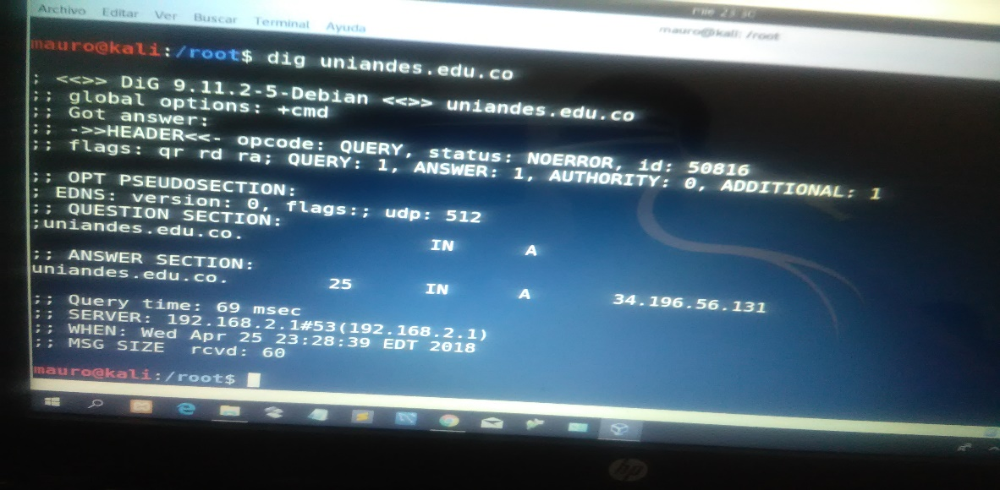 Archivo Editar Ver Buscar Terminal Ayuda
mauro@kali: /root
mauro@kali:/root$ dig uniandes.edu.co
; <<>> DiG 9.11.2-5-Debian <<>> uniandes.edu.co
;; global options: +cmd
;; Got answer:
;; ->>HEADER<<- opcode: QUERY, status: NOERROR, id: 50816
;; flags: qr rd ra; QUERY: 1, ANSWER: 1, AUTHORITY: 0, ADDITIONAL: 1
;; OPT PSEUDOSECTION:
; EDNS: version: 0, flags:; udp: 512
;; QUESTION SECTION:
;uniandes.edu.co. IN A
;; ANSWER SECTION:
uniandes.edu.co. 25 IN A 34.196.56.131
;; Query time: 69 msec
;; SERVER: 192.168.2.1#53(192.168.2.1)
;; WHEN: Wed Apr 25 23:28:39 EDT 2018
;; MSG SIZE rcvd: 60
mauro@kali:/root$
hp